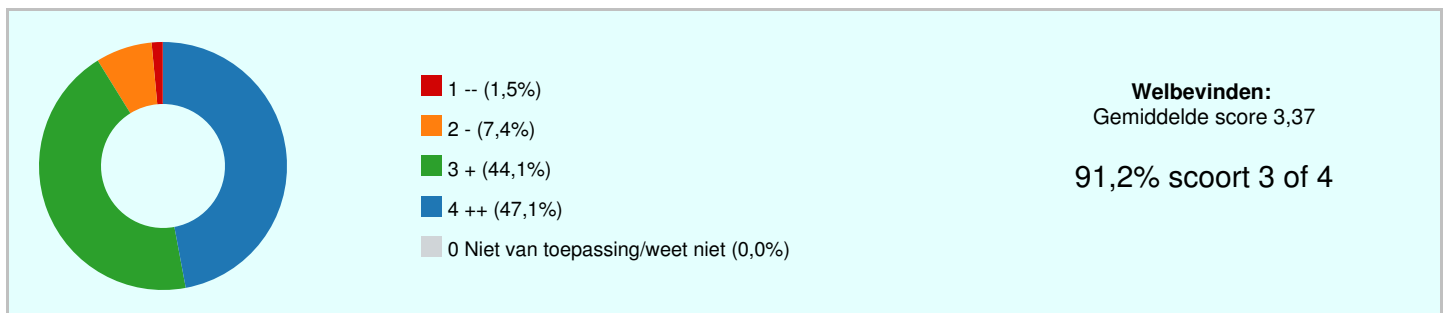 1 -- (1,5%)
2 - (7,4%)
3 + (44,1%)
4 ++ (47,1%)
0 Niet van toepassing/weet niet (0,0%)
Welbevinden:
Gemiddelde score 3,37
91,2% scoort 3 of 4